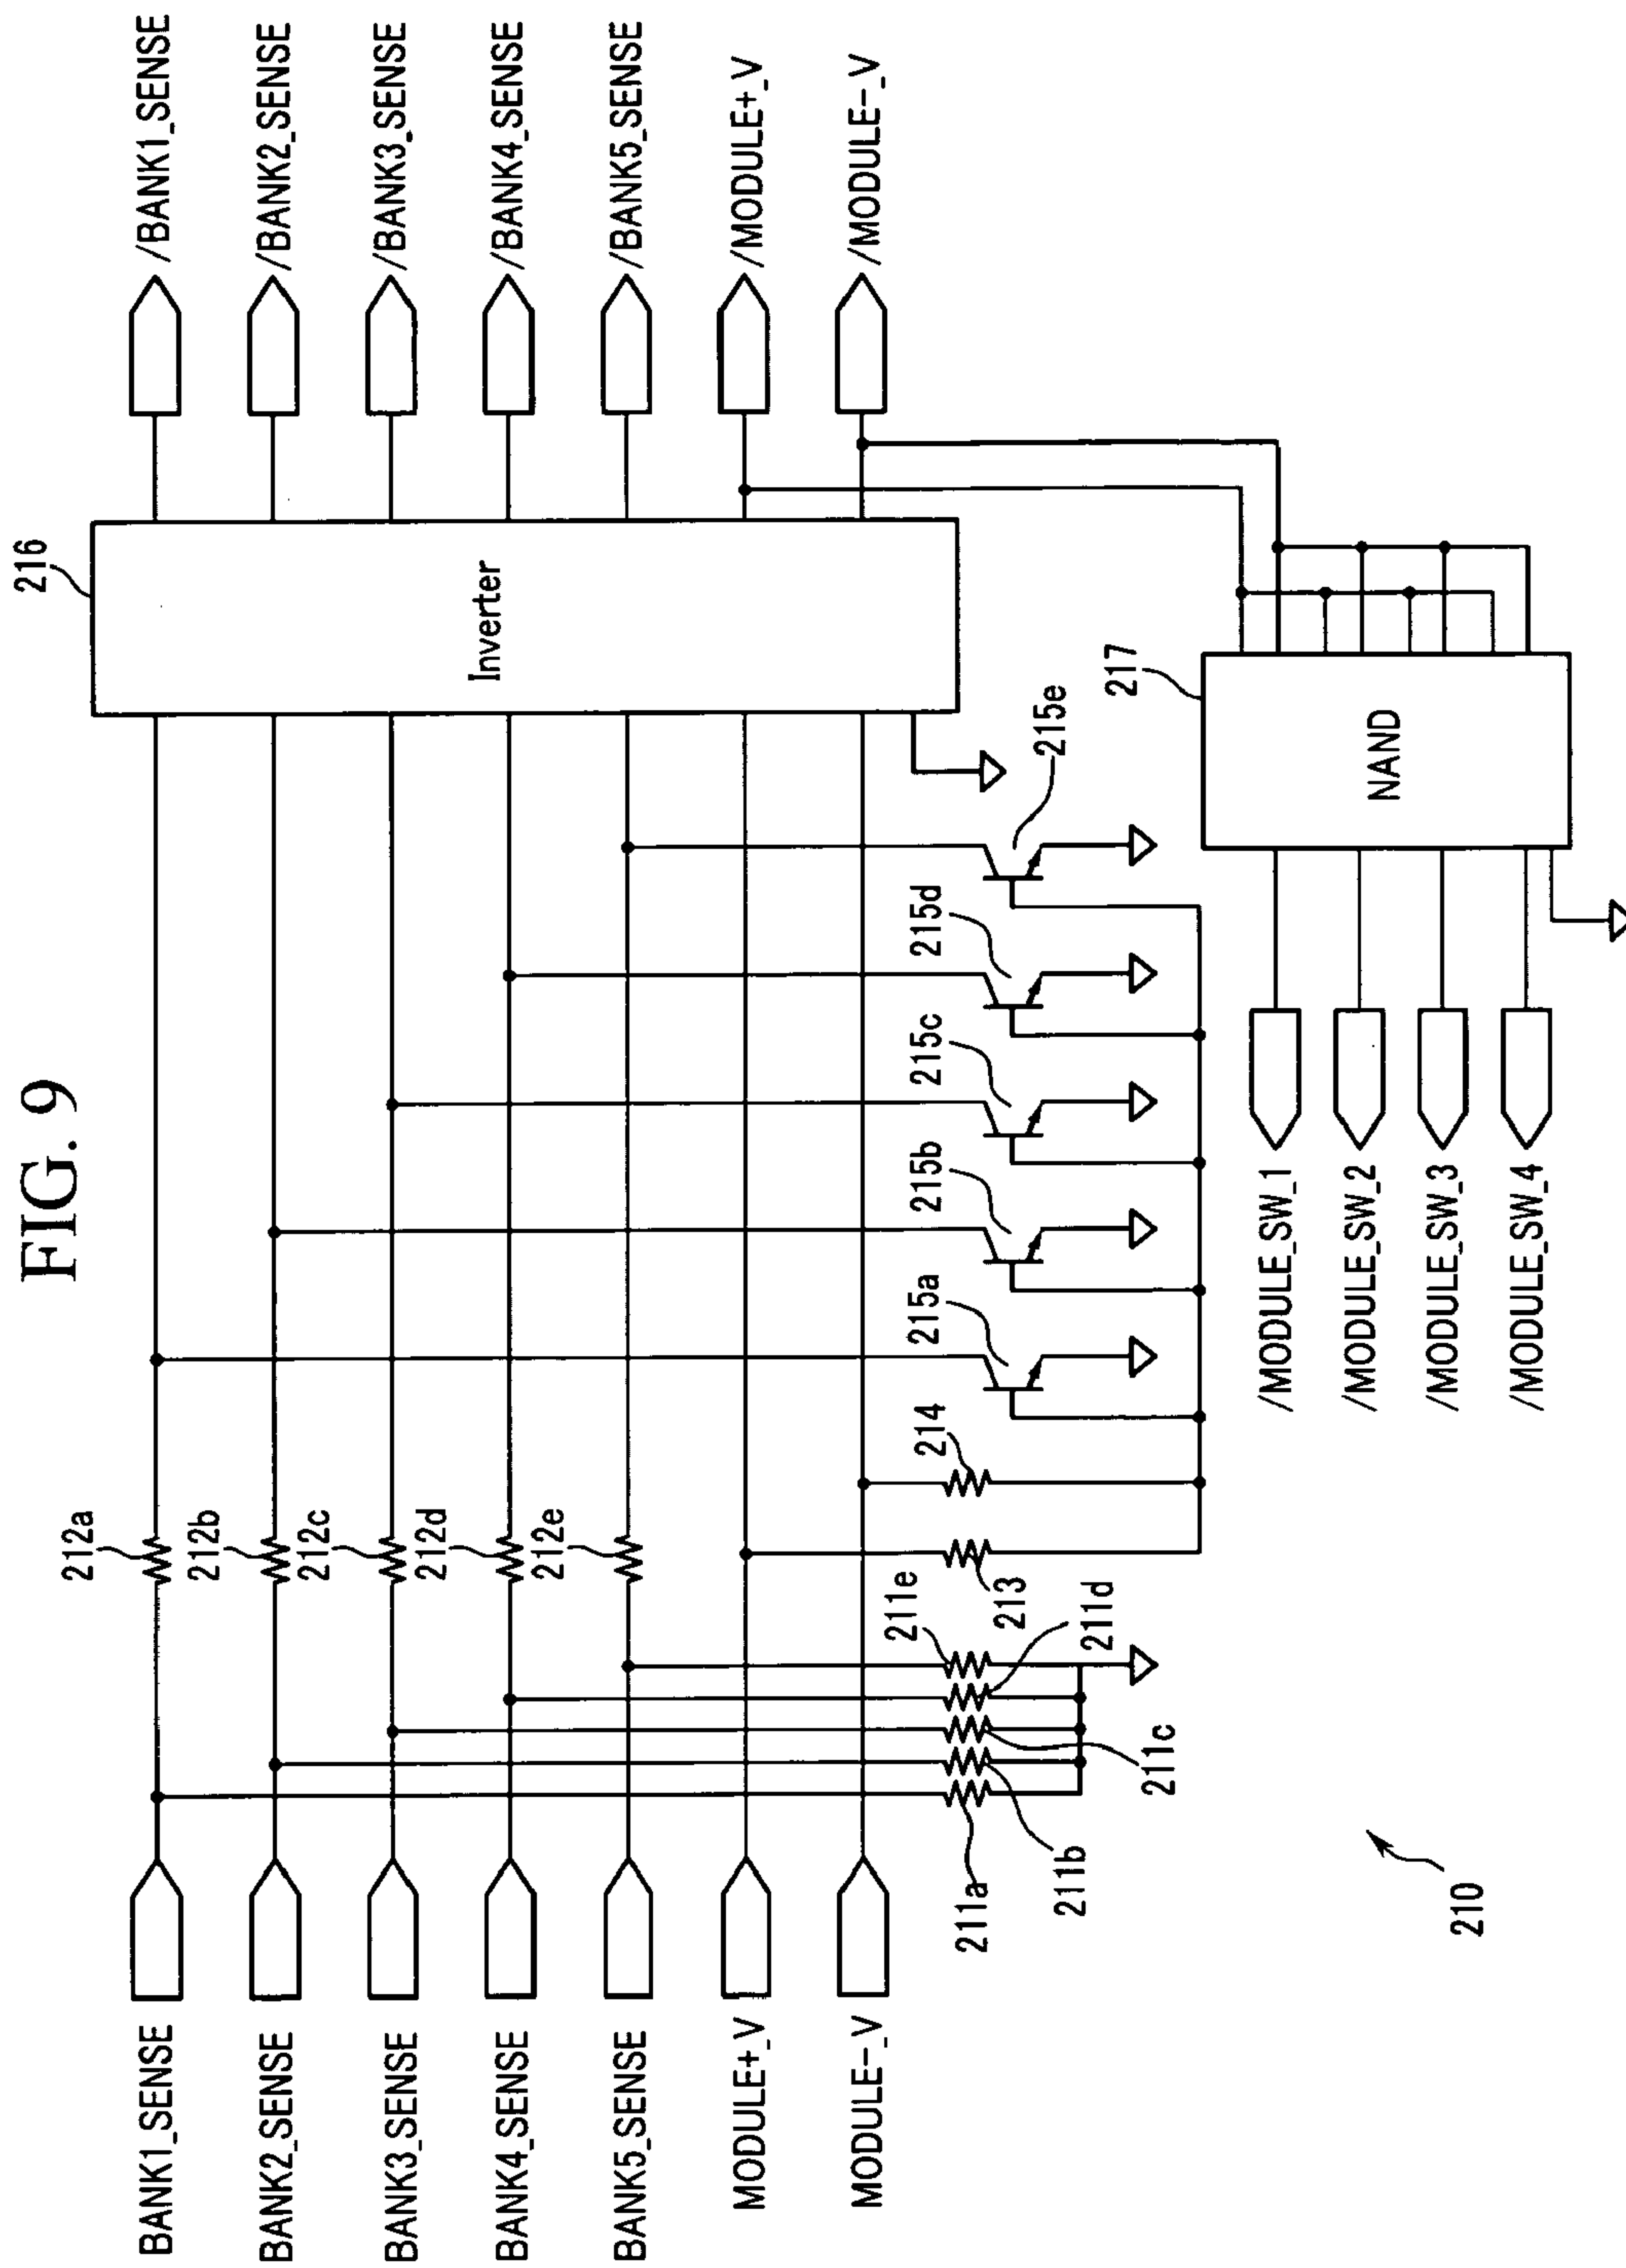 FIG. 9
BANK1_SENSE
BANK2_SENSE
BANK3_SENSE
BANK4_SENSE
BANK5_SENSE
MODULE+_V
MODULE-_V
211a
211b
211c
211d
211e
212a
212b
212c
212d
212e
213
214
215a
215b
215c
215d
215e
216
Inverter
/BANK1_SENSE
/BANK2_SENSE
/BANK3_SENSE
/BANK4_SENSE
/BANK5_SENSE
/MODULE+_V
/MODULE-_V
217
NAND
/MODULE_SW_1
/MODULE_SW_2
/MODULE_SW_3
/MODULE_SW_4
210